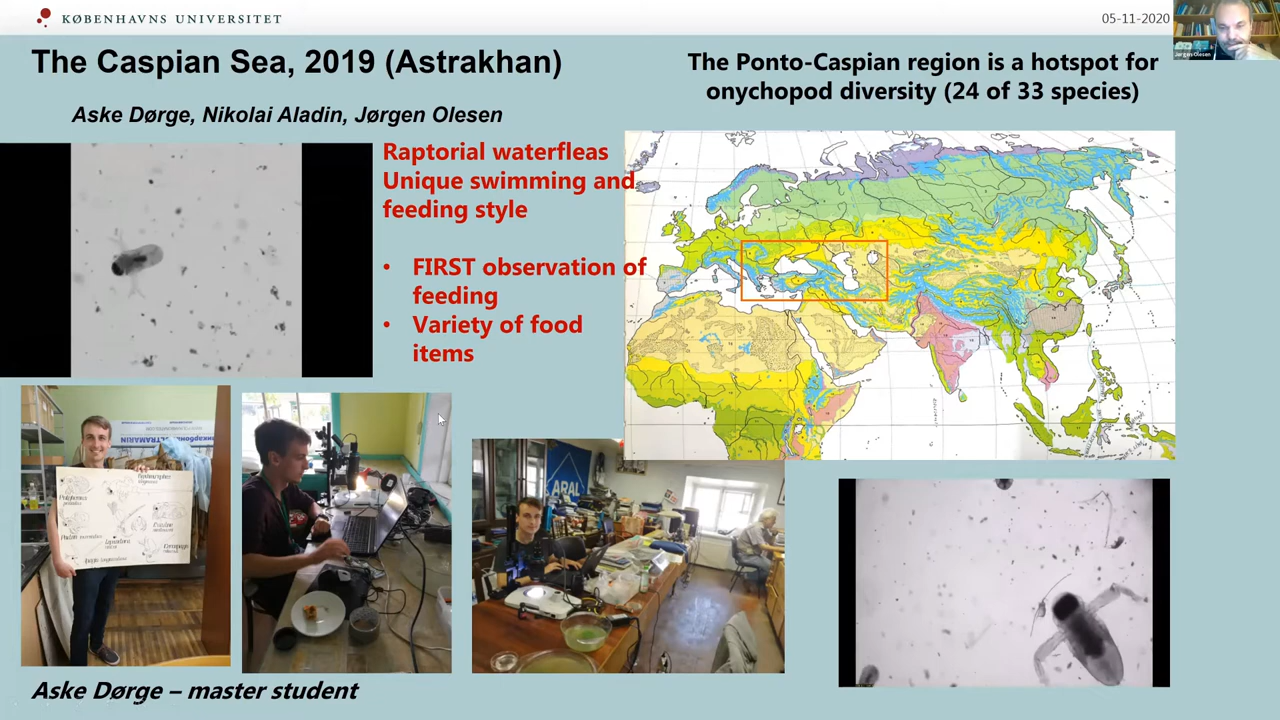 KØBENHAVNS UNIVERSITET
05-11-2020
Jørgen Olesen
The Caspian Sea, 2019 (Astrakhan)
Aske Dørge, Nikolai Aladin, Jørgen Olesen
The Ponto-Caspian region is a hotspot for
onychopod diversity (24 of 33 species)
Raptorial waterfleas
Unique swimming and
feeding style
• FIRST observation of
feeding
• Variety of food
items
ARAL
Aske Dørge – master student